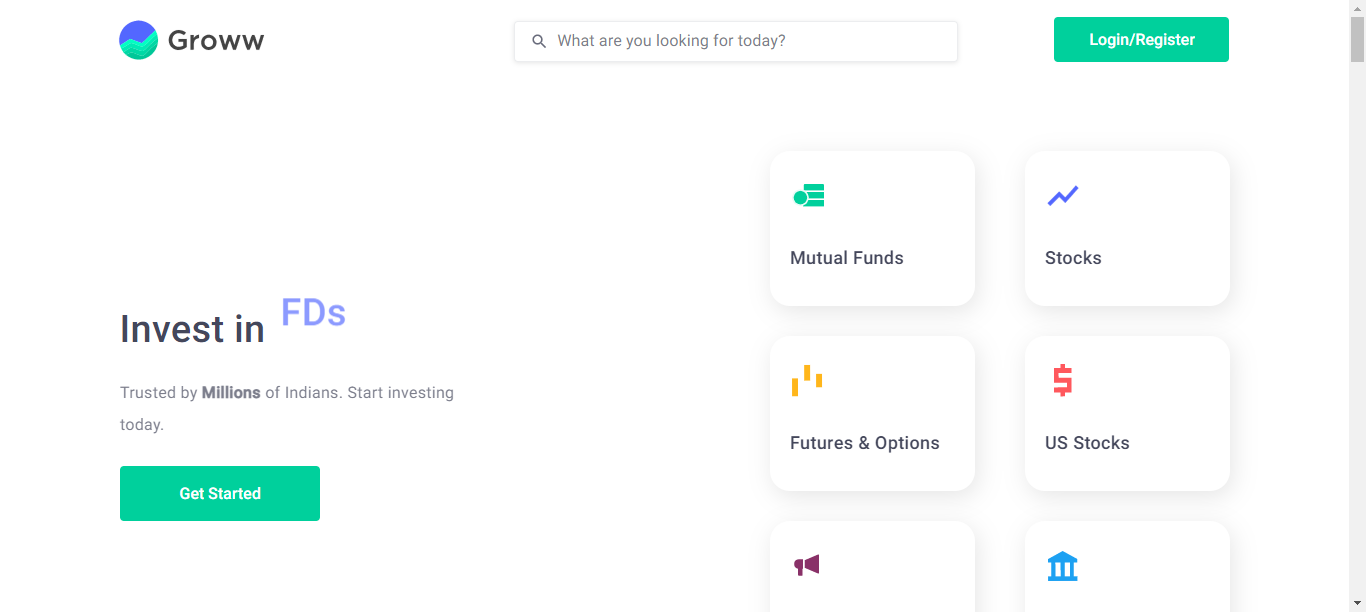 Groww
What are you looking for today?
Login/Register
Invest in FDs
Trusted by Millions of Indians. Start investing
today.
Get Started
Mutual Funds
Stocks
Futures & Options
US Stocks